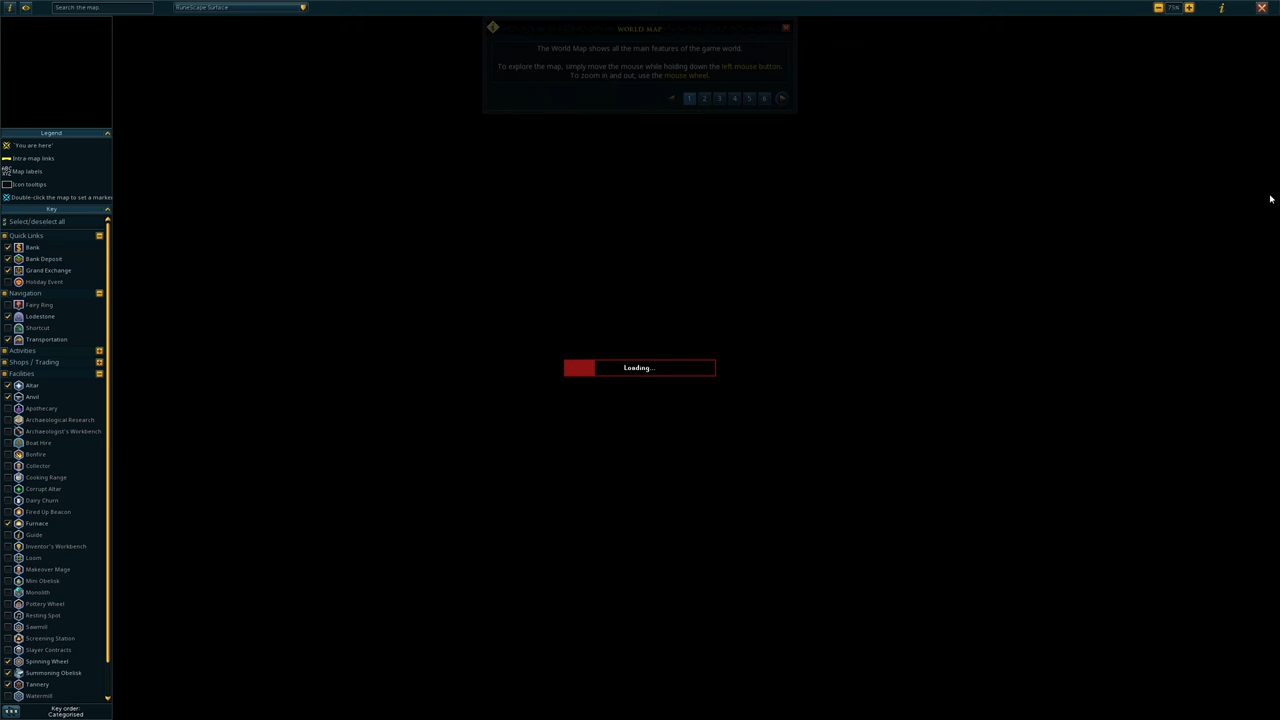 Search the map
RuneScape Surface
73%
WORLD MAP
The World Map shows all the main features of the game world.
To explore the map, simply move the mouse while holding down the left mouse button.
To zoom in and out, use the mouse wheel.
1 2 3 4 5 6
Legend
'You are here'
Intra-map links
ABC
XYZ
Map labels
Icon tooltips
Double-click the map to set a marker
Key
Select/deselect all
Quick Links
Bank
Bank Deposit
Grand Exchange
Holiday Event
Navigation
Fairy Ring
Lodestone
Shortcut
Transportation
Activities
Shops / Trading
Facilities
Altar
Anvil
Apothecary
Archaeological Research
Archaeologist's Workbench
Boat Hire
Bonfire
Collector
Cooking Range
Corrupt Altar
Dairy Churn
Fired Up Beacon
Furnace
Guide
Inventor's Workbench
Loom
Makeover Mage
Mini Obelisk
Monolith
Pottery Wheel
Resting Spot
Sawmill
Screening Station
Slayer Contracts
Spinning Wheel
Summoning Obelisk
Tannery
Watermill
Key order:
Categorised
Loading...